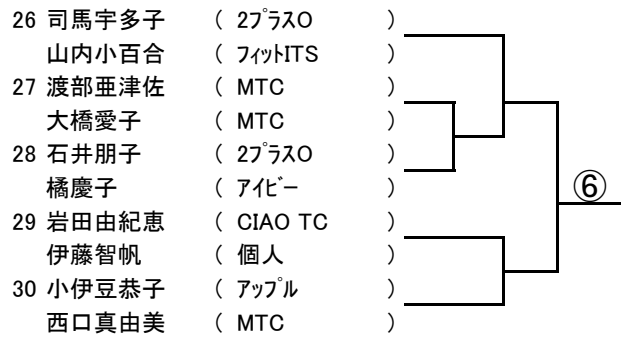 26 司馬宇多子 ( 2プラスO )
山内小百合 ( フィットITS )
27 渡部亜津佐 ( MTC )
大橋愛子 ( MTC )
28 石井朋子 ( 2プラスO )
橘慶子 ( アイビー )
⑥
29 岩田由紀恵 ( CIAO TC )
伊藤智帆 ( 個人 )
30 小伊豆恭子 ( アップル )
西口真由美 ( MTC )